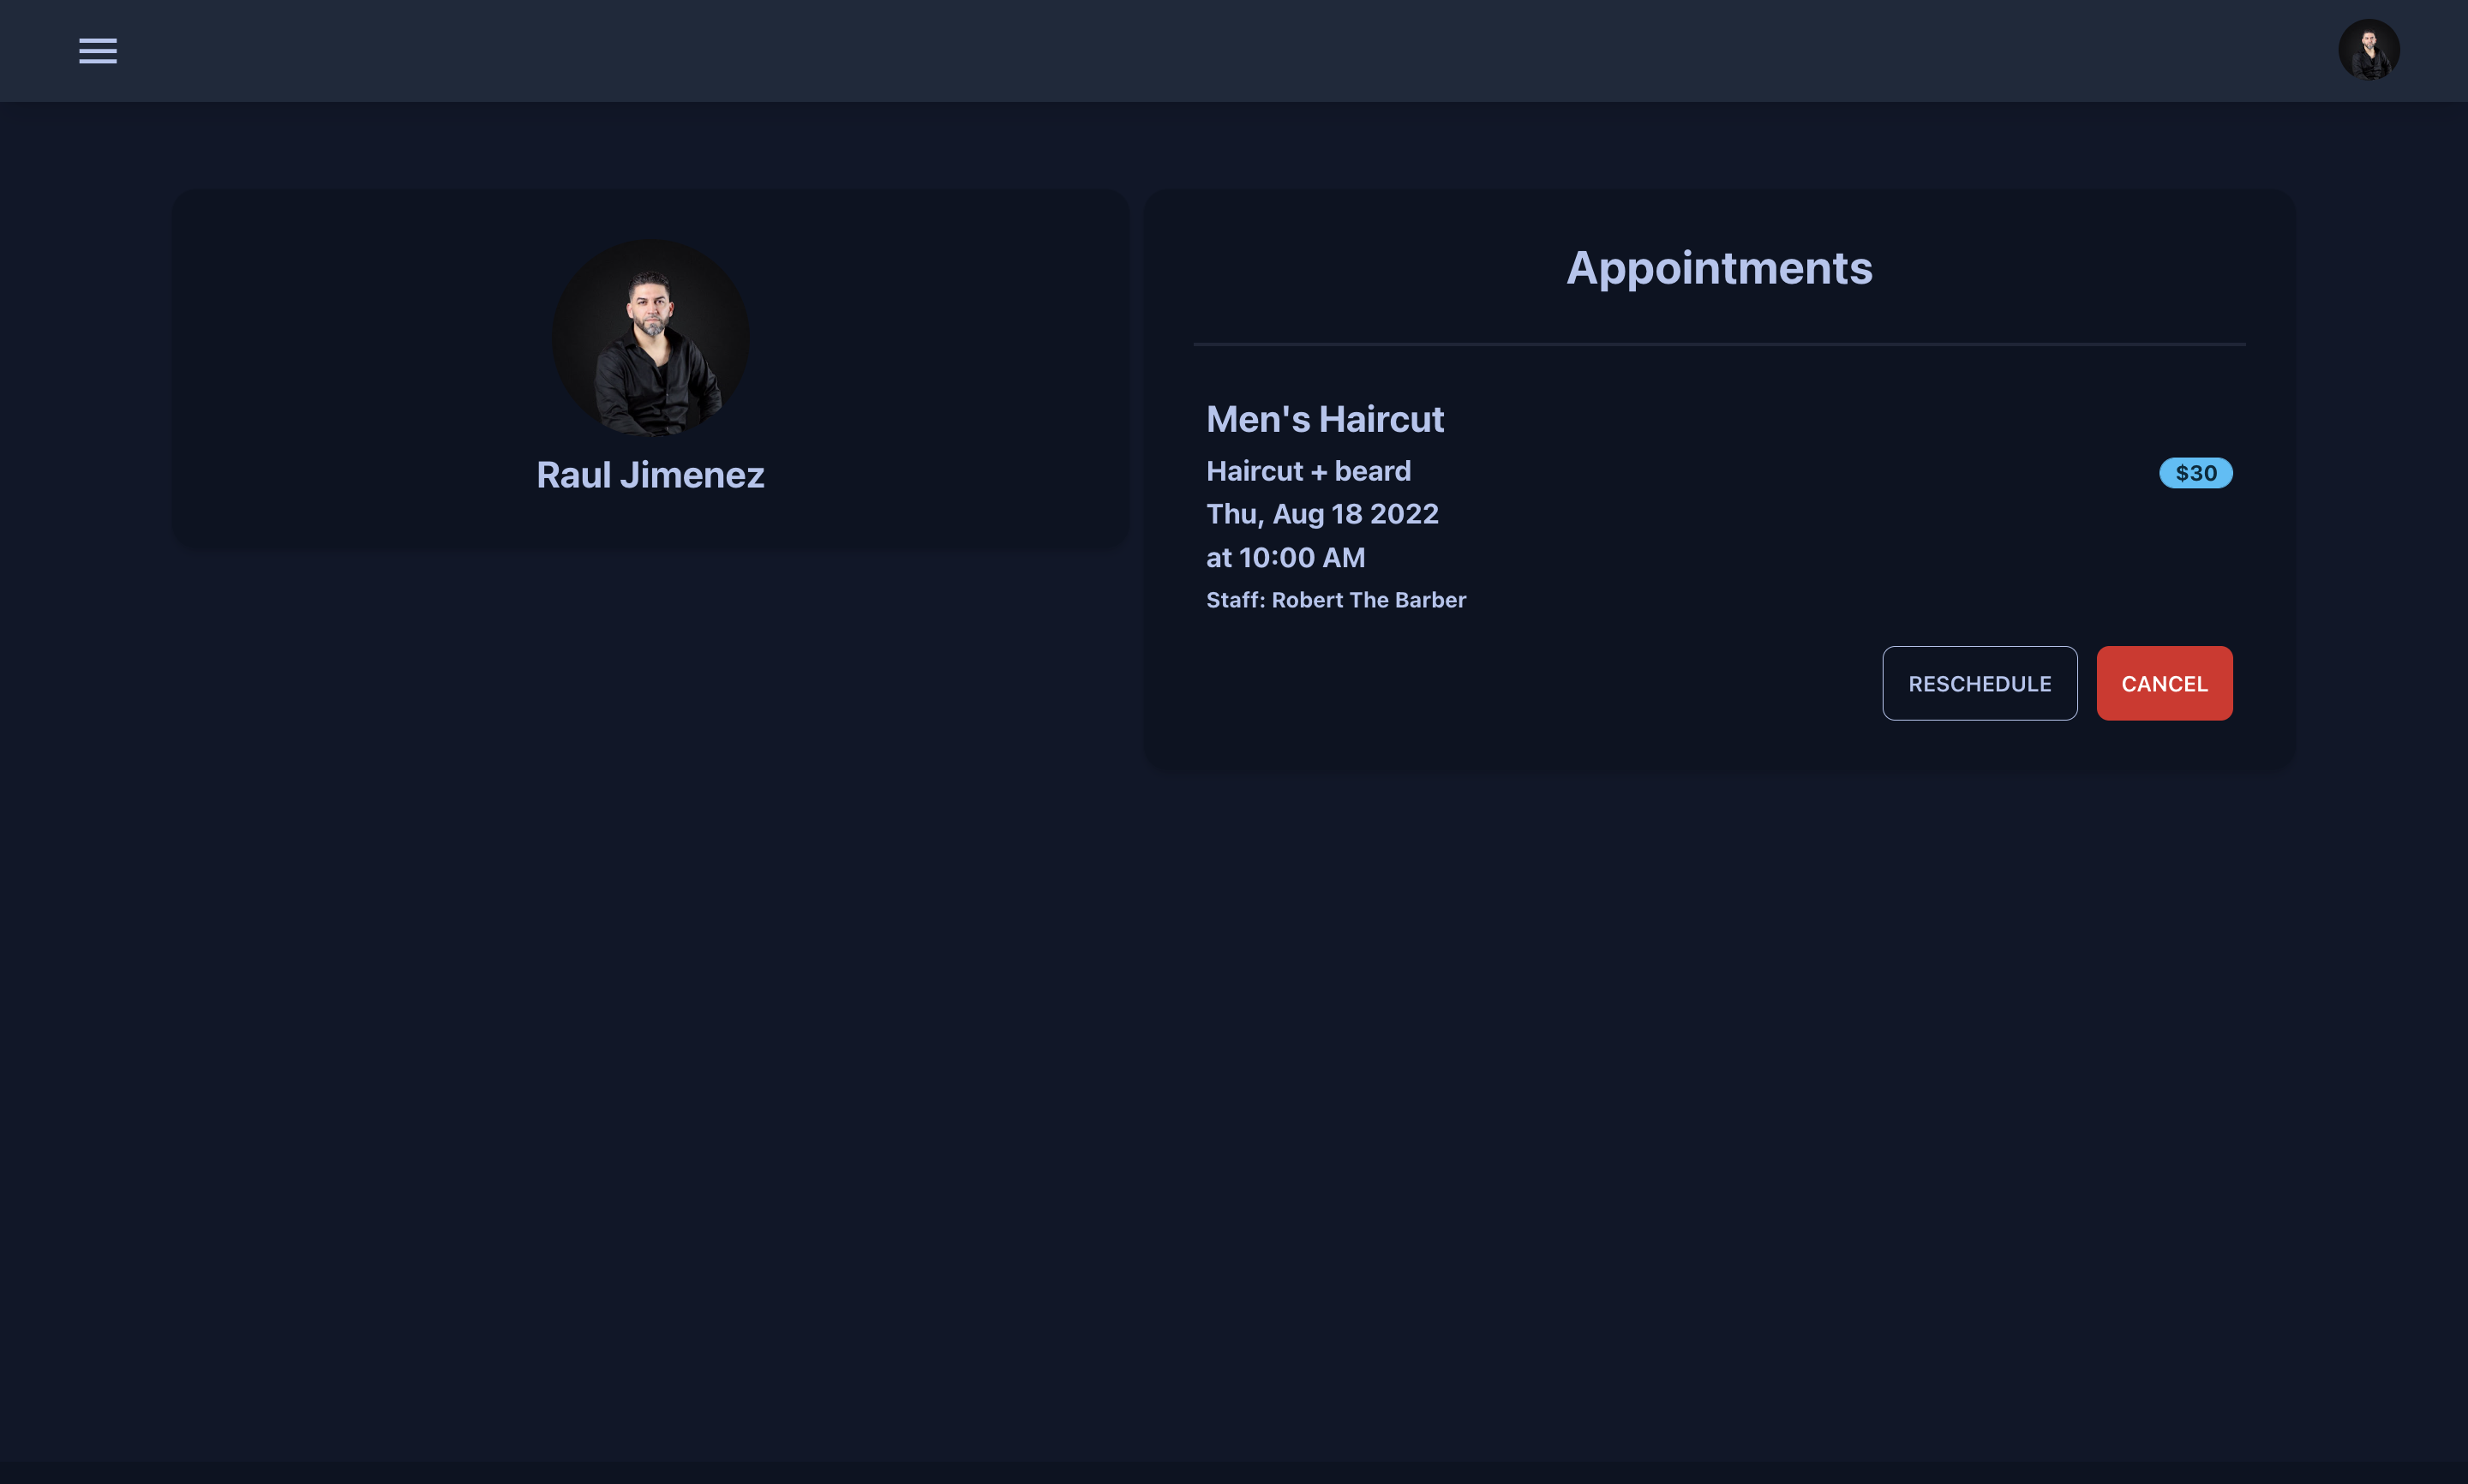 Raul Jimenez
Appointments
Men's Haircut
Haircut + beard
$30
Thu, Aug 18 2022
at 10:00 AM
Staff: Robert The Barber
RESCHEDULE
CANCEL